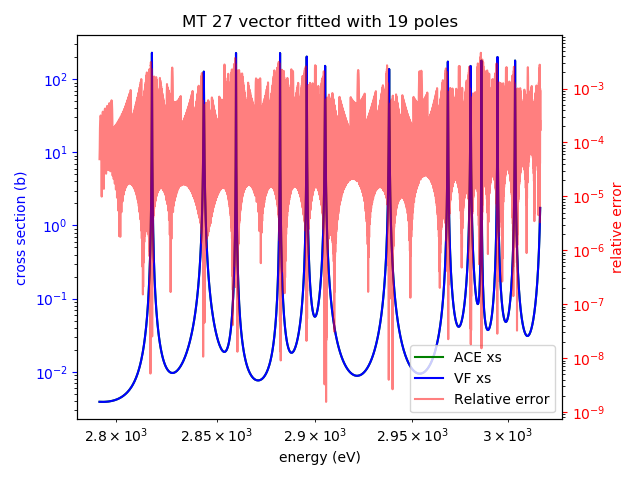 MT 27 vector fitted with 19 poles
10²
10¹
10⁰
10⁻¹
10⁻²
cross section (b)
10⁻³
10⁻⁴
10⁻⁵
10⁻⁶
10⁻⁷
10⁻⁸
10⁻⁹
relative error
ACE xs
VF xs
Relative error
2.8 × 10³ 2.85 × 10³ 2.9 × 10³ 2.95 × 10³ 3 × 10³
energy (eV)